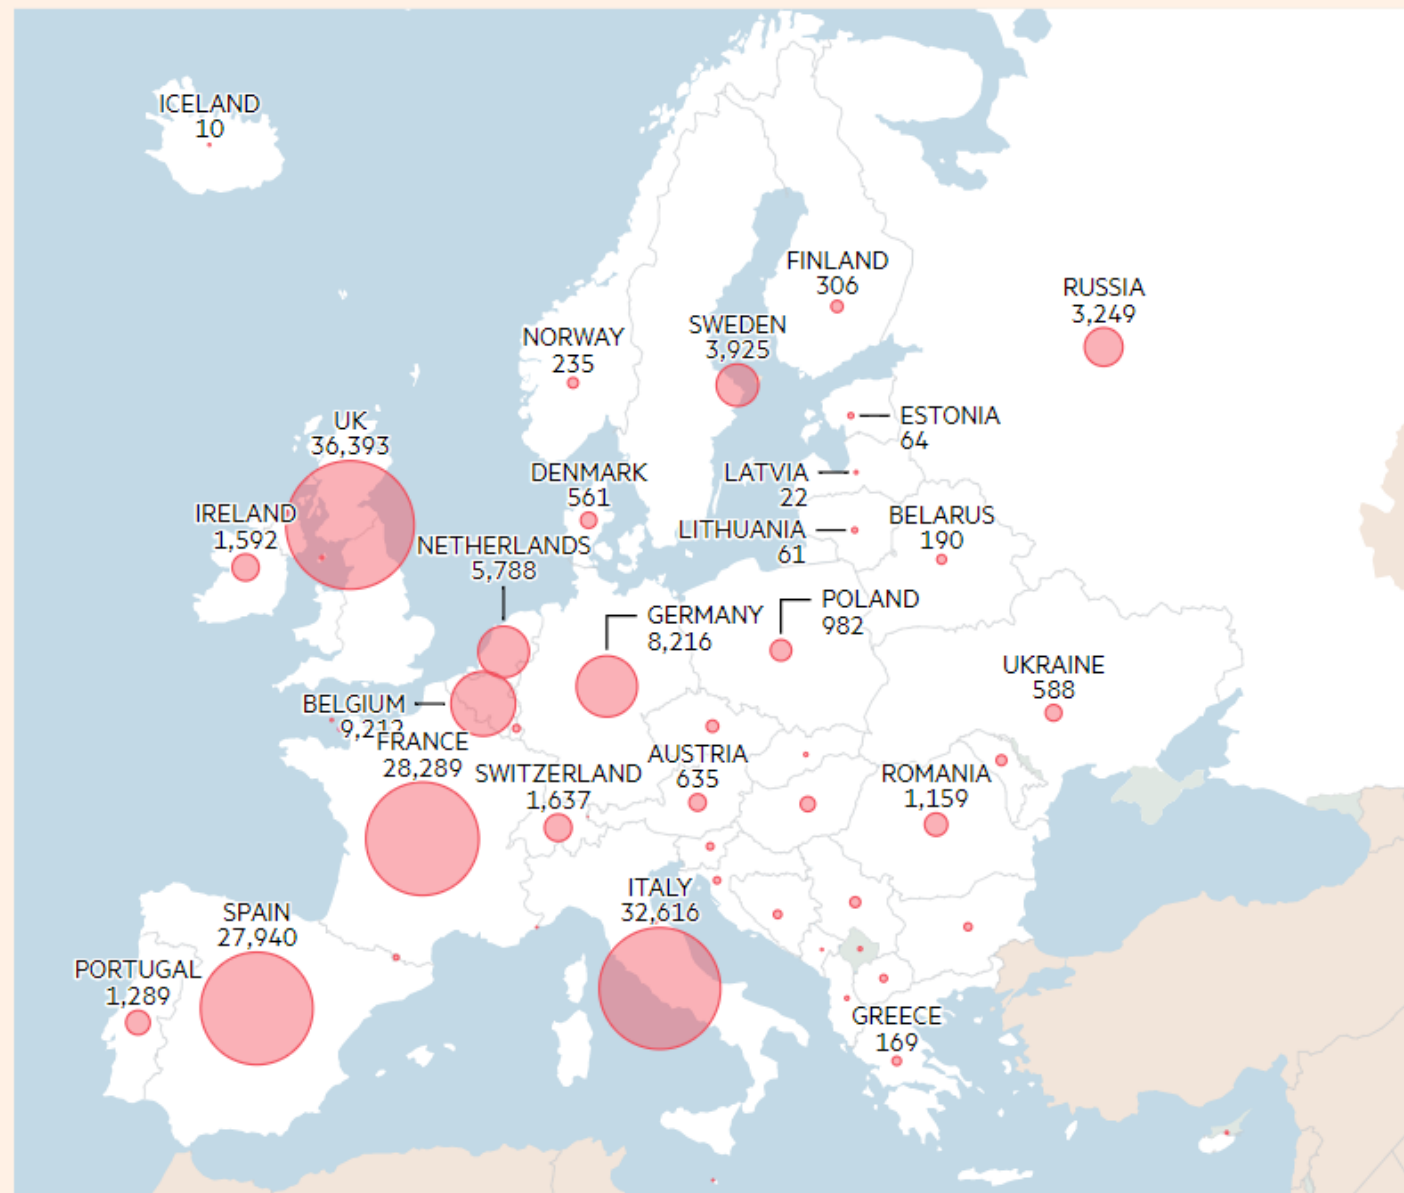 ICELAND
10
FINLAND
306
RUSSIA
3,249
SWEDEN
3,925
NORWAY
235
UK
36,393
ESTONIA
64
DENMARK
561
LATVIA
22
IRELAND
1,592
LITHUANIA
61
BELARUS
190
NETHERLANDS
5,788
GERMANY
8,216
POLAND
982
UKRAINE
588
BELGIUM
9,212
FRANCE
28,289
SWITZERLAND
1,637
AUSTRIA
635
ROMANIA
1,159
ITALY
32,616
SPAIN
27,940
PORTUGAL
1,289
GREECE
169